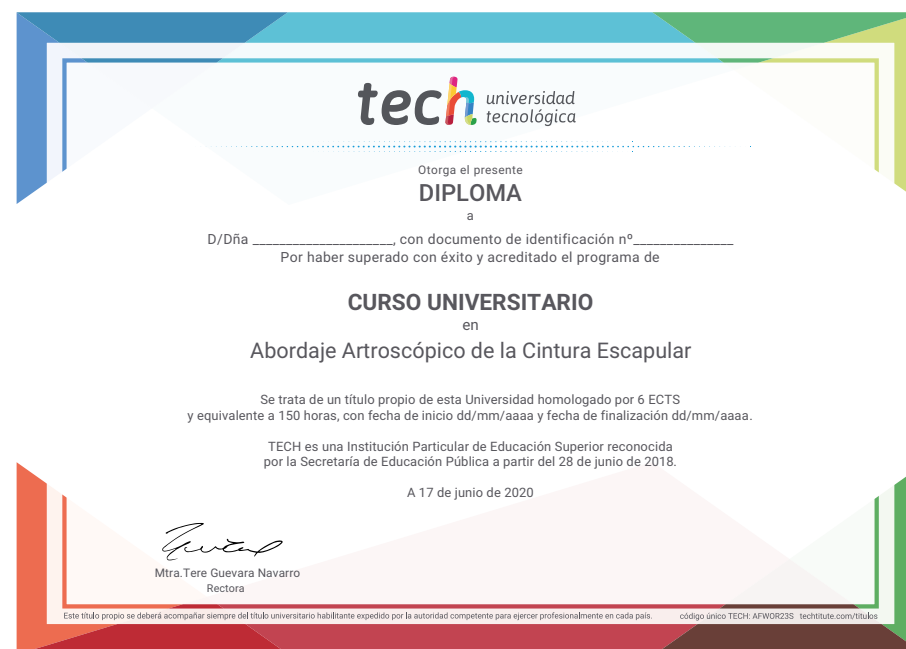 tech universidad
tecnológica
Otorga el presente
DIPLOMA
a
D/Dña _____________________, con documento de identificación nº_______________
Por haber superado con éxito y acreditado el programa de
CURSO UNIVERSITARIO
en
Abordaje Artroscópico de la Cintura Escapular
Se trata de un título propio de esta Universidad homologado por 6 ECTS
y equivalente a 150 horas, con fecha de inicio dd/mm/aaaa y fecha de finalización dd/mm/aaaa.
TECH es una Institución Particular de Educación Superior reconocida
por la Secretaría de Educación Pública a partir del 28 de junio de 2018.
A 17 de junio de 2020
Mtra.Tere Guevara Navarro
Rectora
Este título propio se deberá acompañar siempre del título universitario habilitante expedido por la autoridad competente para ejercer profesionalmente en cada país. código único TECH: AFWOR23S techtitute.com/titulos